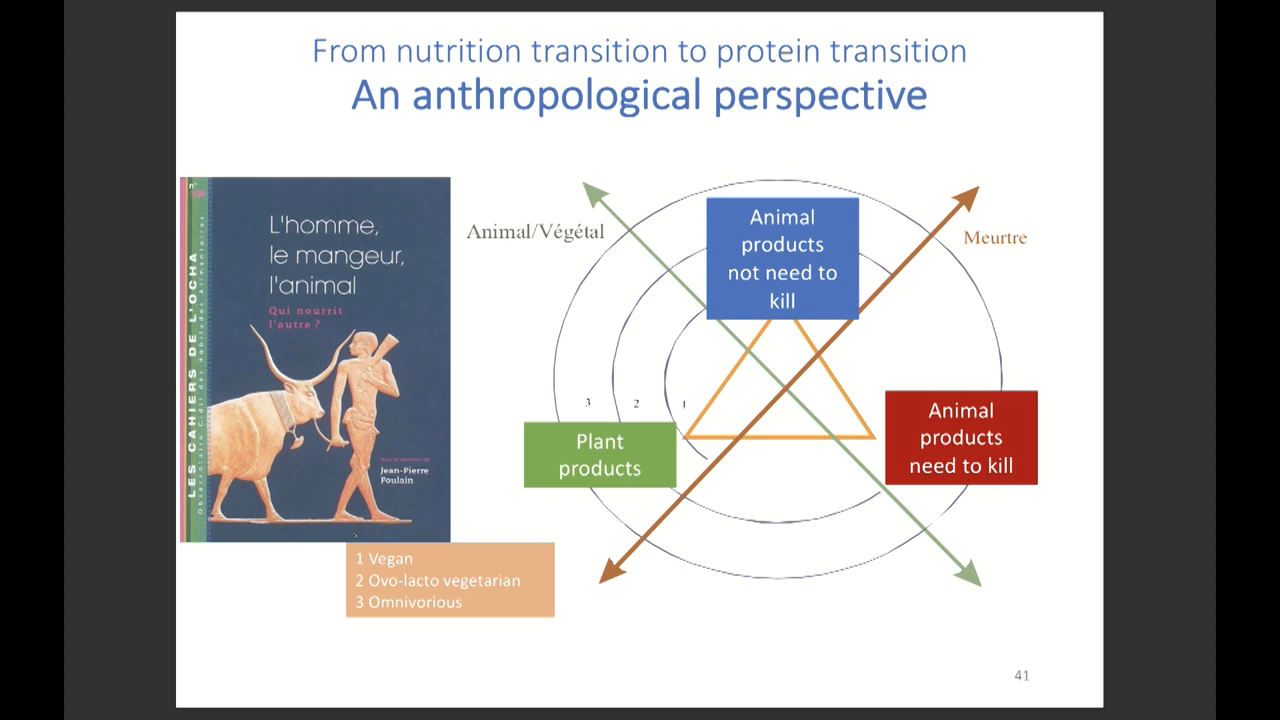 From nutrition transition to protein transition
An anthropological perspective
n°
LES CAHIERS DE L'OCHA
L'homme,
le mangeur,
l'animal
Qui nourrit
l'autre ?
Jean-Pierre
Poulain
1 Vegan
2 Ovo-lacto vegetarian
3 Omnivorious
Animal/Végétal
Meurtre
Animal
products
not need to
kill
3
2
1
Plant
products
Animal
products
need to kill
41